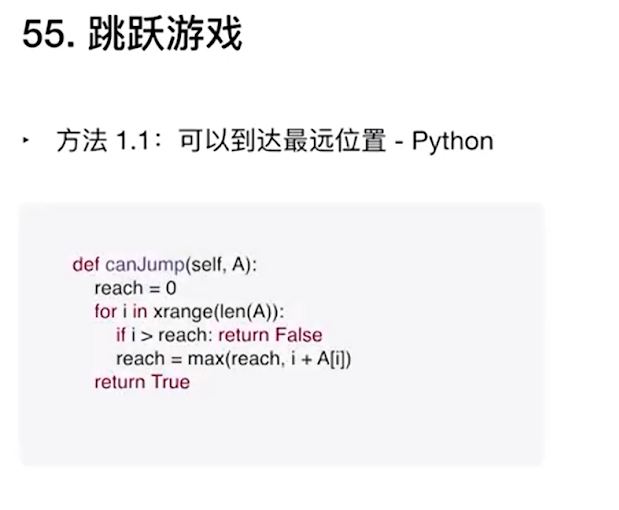 55. 跳跃游戏
‣ 方法 1.1：可以到达最远位置 - Python
def canJump(self, A):
    reach = 0
    for i in xrange(len(A)):
        if i > reach: return False
        reach = max(reach, i + A[i])
    return True